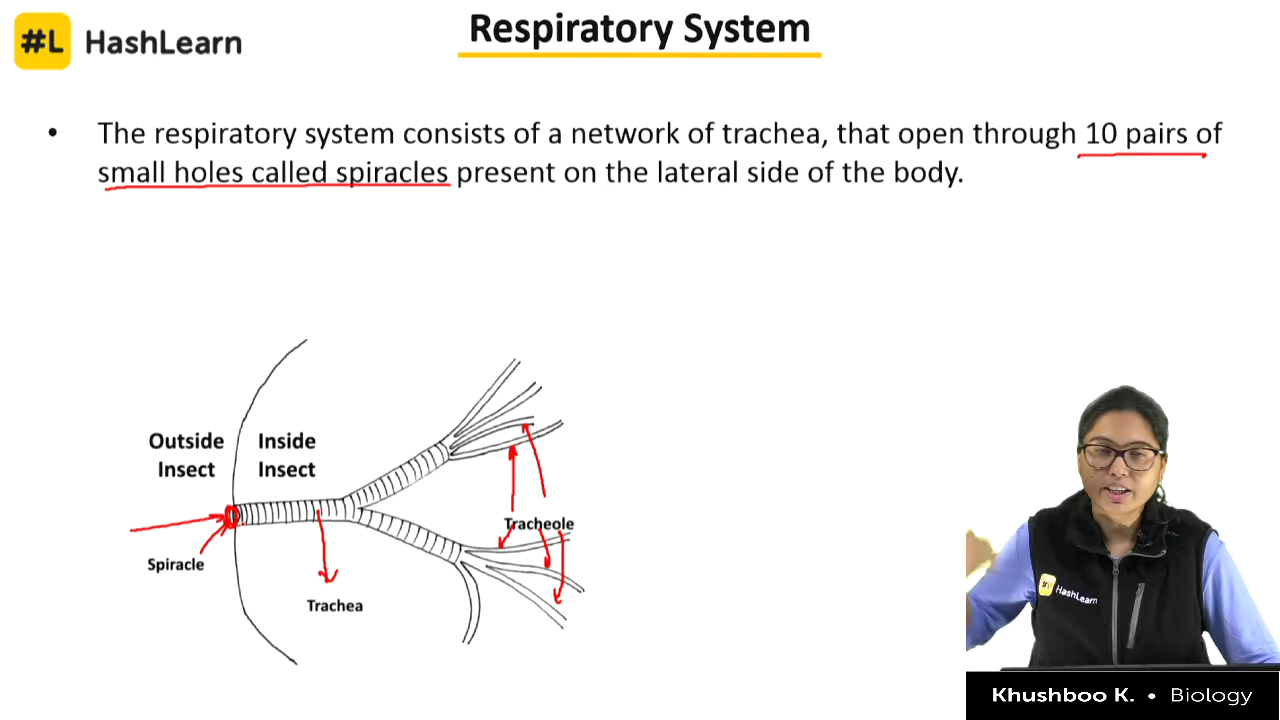 #L HashLearn
Respiratory System
• The respiratory system consists of a network of trachea, that open through 10 pairs of
small holes called spiracles present on the lateral side of the body.
Outside
Insect
Inside
Insect
Tracheole
Spiracle
Trachea
#L HashLearn
Khushboo K. • Biology